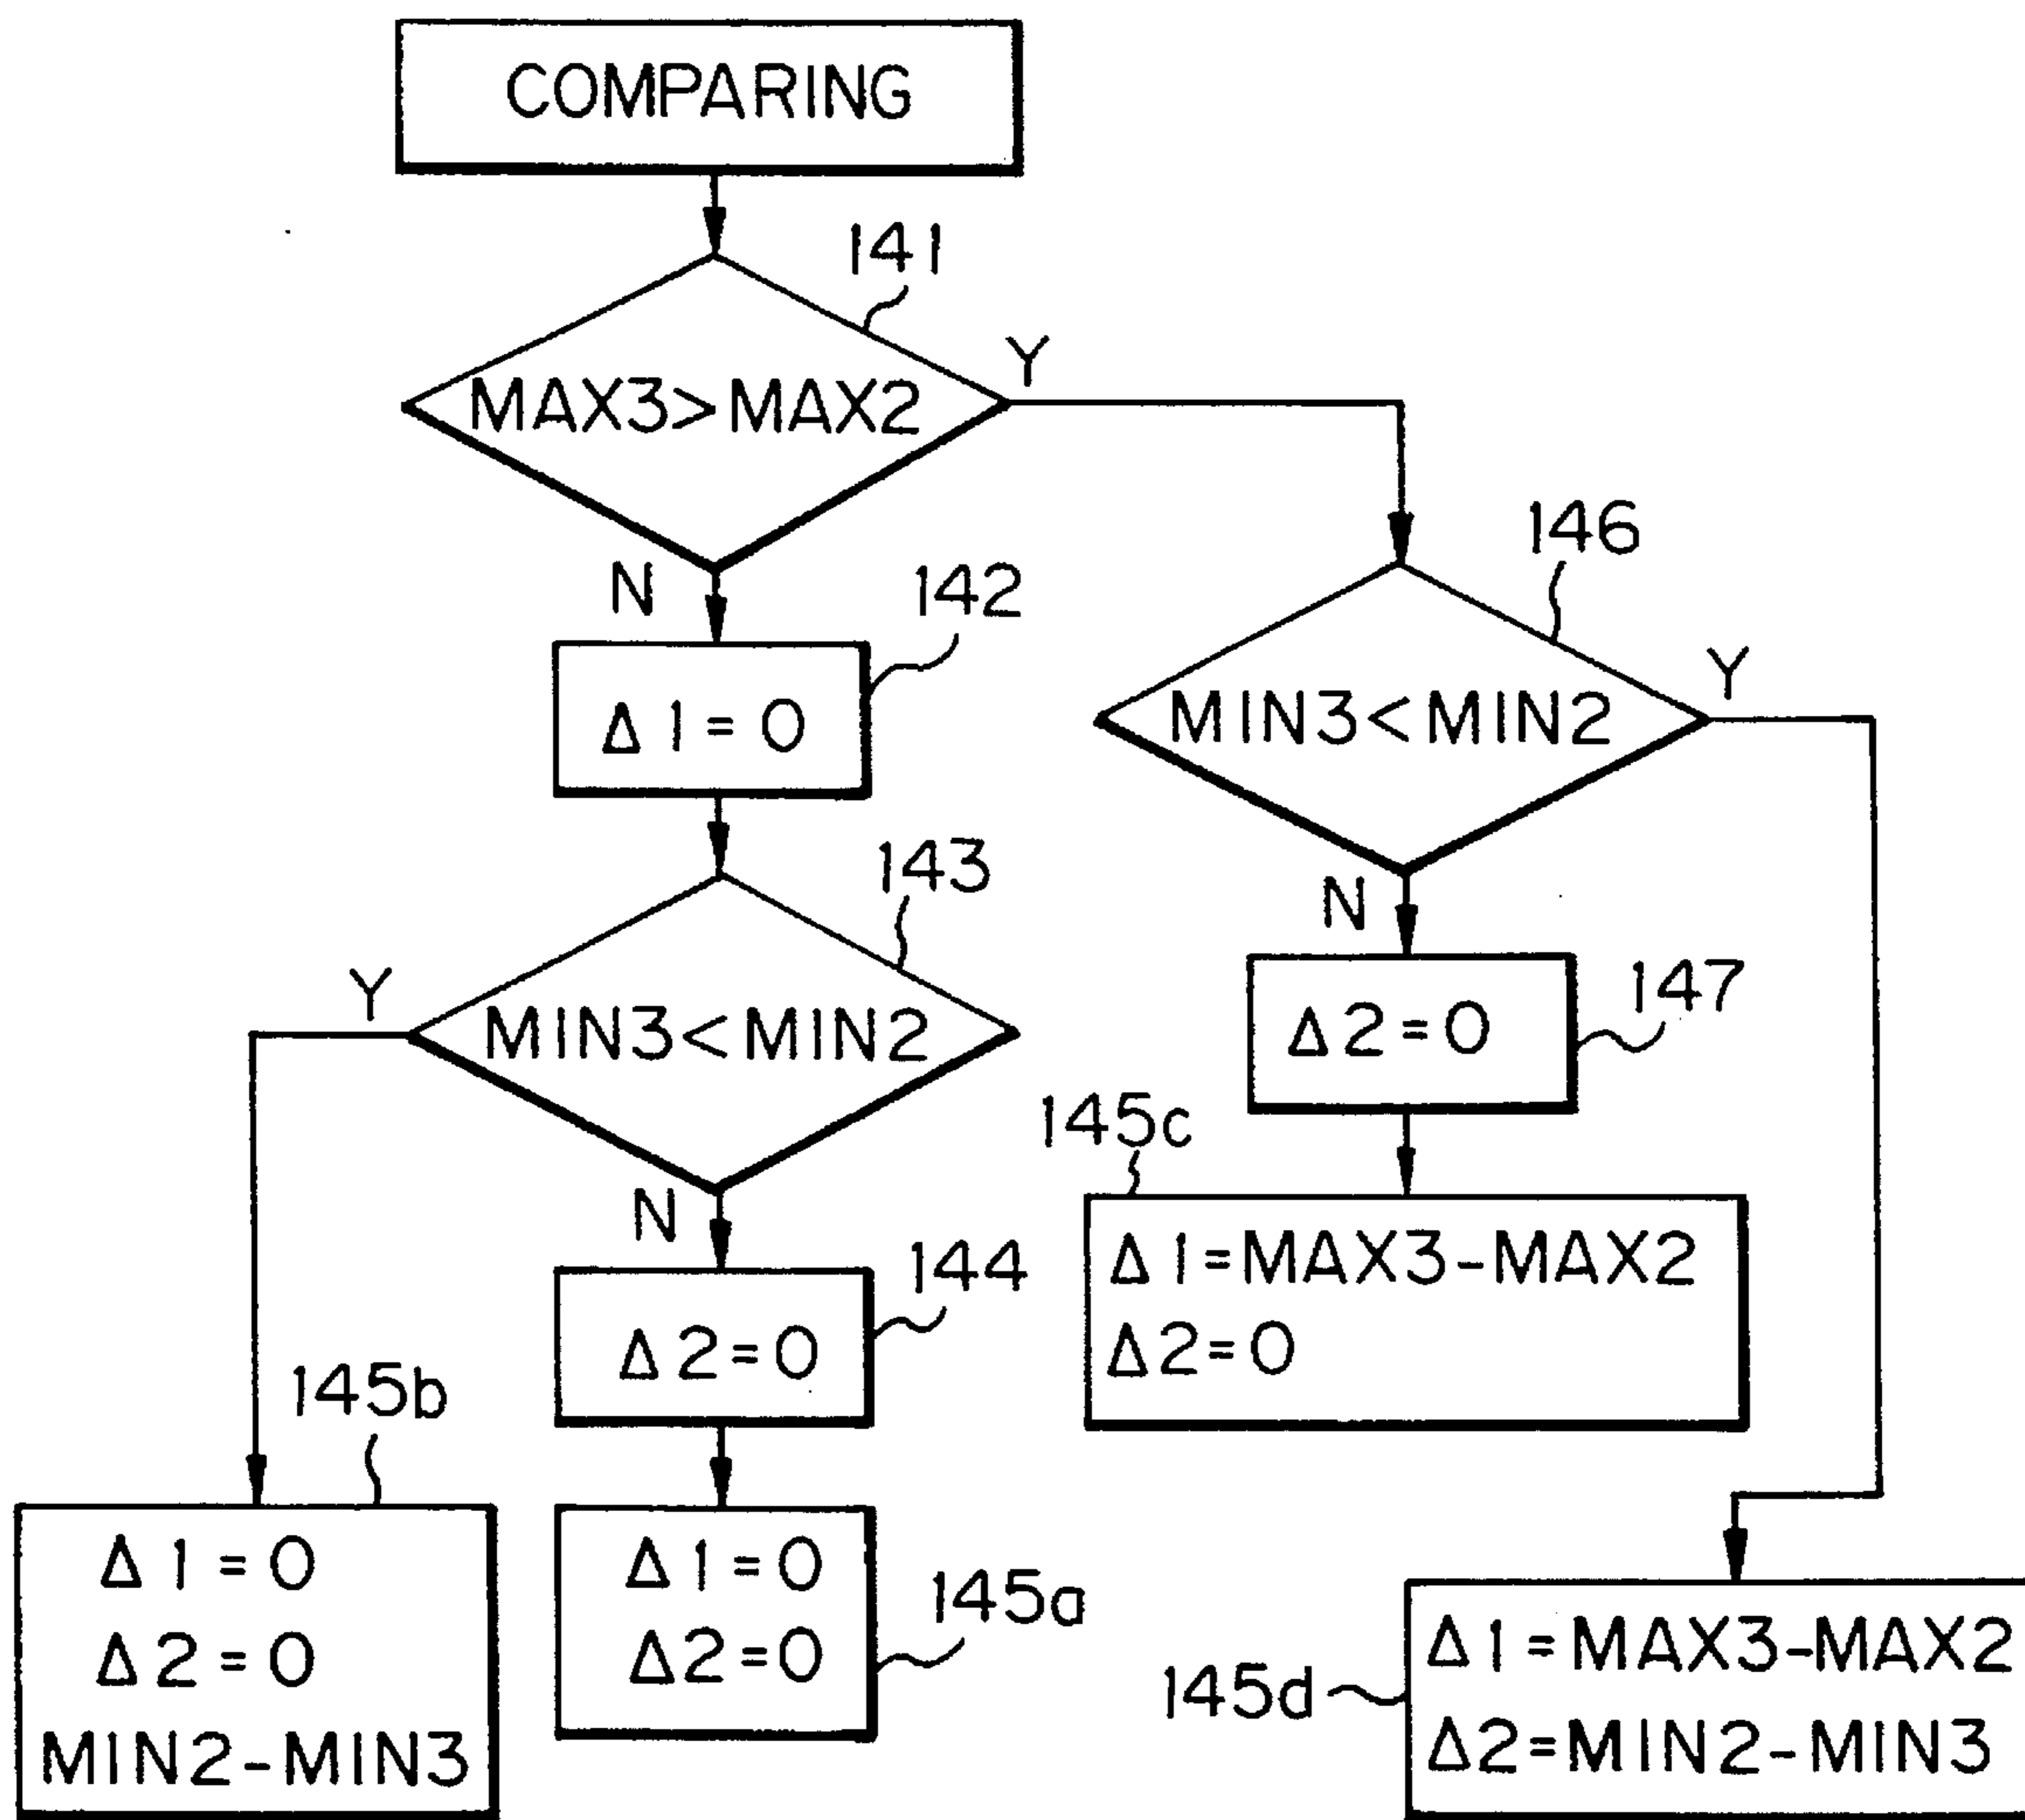 COMPARING
141
MAX3>MAX2
Y
N
142
Δ1=0
146
MIN3<MIN2
Y
N
143
MIN3<MIN2
Y
N
147
Δ2=0
145c
Δ1=MAX3-MAX2
Δ2=0
144
Δ2=0
145b
Δ1=0
Δ2=0
MIN2-MIN3
145a
Δ1=0
Δ2=0
145d
Δ1=MAX3-MAX2
Δ2=MIN2-MIN3